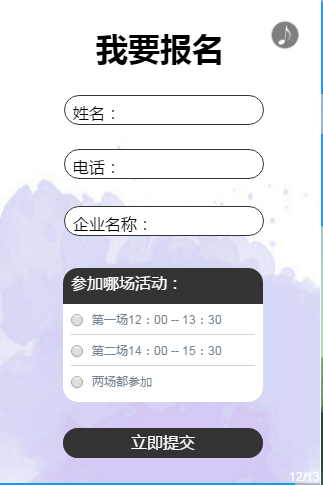 我要报名
姓名：
电话：
企业名称：
参加哪场活动：
第一场12：00 -- 13：30
第二场14：00 -- 15：30
两场都参加
立即提交
12/13